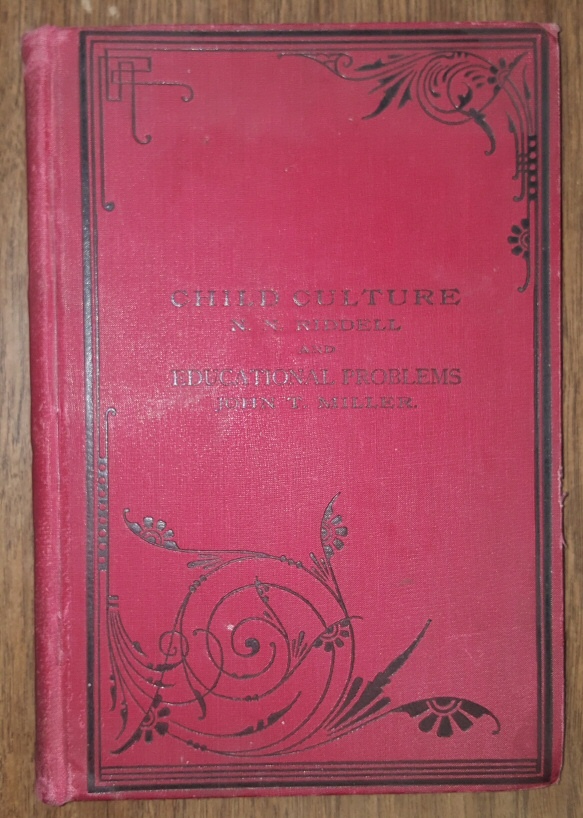 CHILD CULTURE
N. N. RIDDELL
AND
EDUCATIONAL PROBLEMS
JOHN T. MILLER.